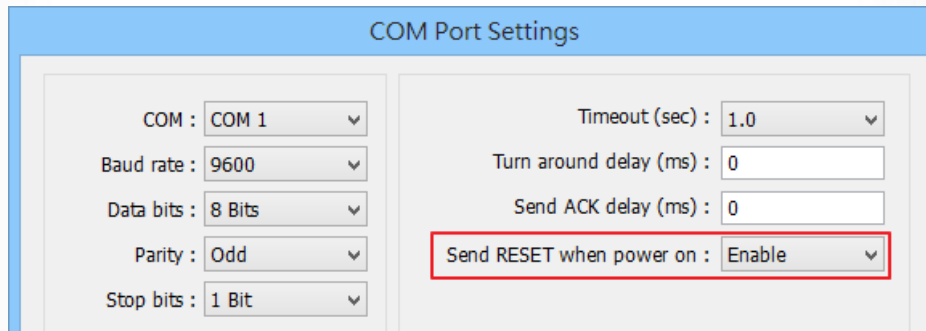 COM Port Settings
COM : COM 1
Baud rate : 9600
Data bits : 8 Bits
Parity : Odd
Stop bits : 1 Bit
Timeout (sec) : 1.0
Turn around delay (ms) : 0
Send ACK delay (ms) : 0
Send RESET when power on : Enable